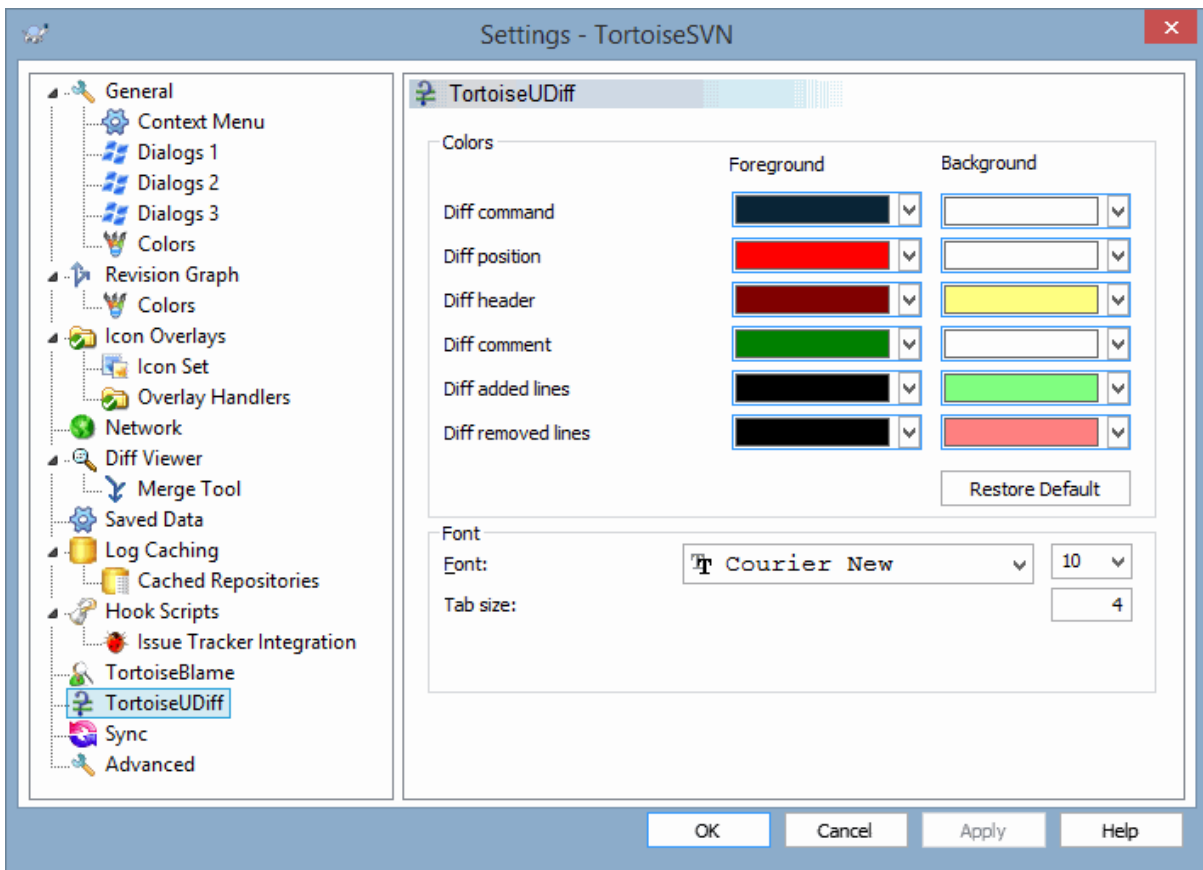 Settings - TortoiseSVN
General
Context Menu
Dialogs 1
Dialogs 2
Dialogs 3
Colors
Revision Graph
Colors
Icon Overlays
Icon Set
Overlay Handlers
Network
Diff Viewer
Merge Tool
Saved Data
Log Caching
Cached Repositories
Hook Scripts
Issue Tracker Integration
TortoiseBlame
TortoiseUDiff
Sync
Advanced
TortoiseUDiff
Colors
Foreground Background
Diff command
Diff position
Diff header
Diff comment
Diff added lines
Diff removed lines
Restore Default
Font
Font: Courier New 10
Tab size: 4
OK Cancel Apply Help